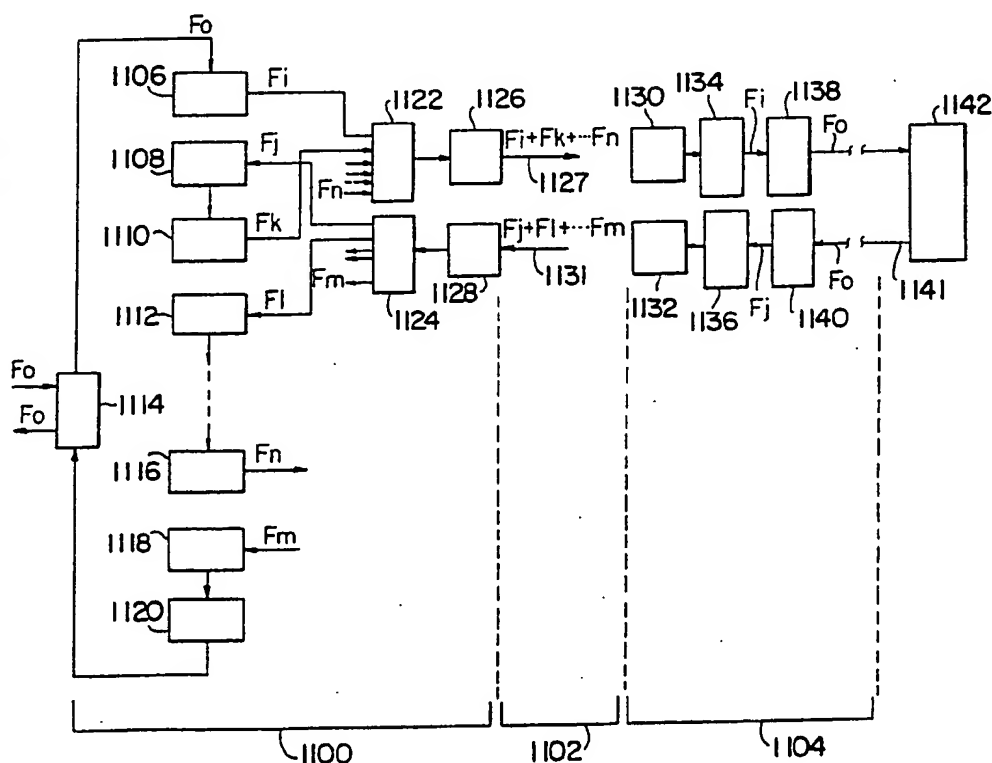 Fo
1106
Fi
1122
1126
Fi+Fk+---Fn
1127
1130
1134
Fi
1138
Fo
1142
1108
Fj
Fn
1110
Fk
Fj+Fl+---Fm
1131
Fm
1124
1128
1132
1136
Fj
1140
Fo
1141
1112
Fl
Fo
Fo
1114
1116
Fn
1118
Fm
1120
1100
1102
1104